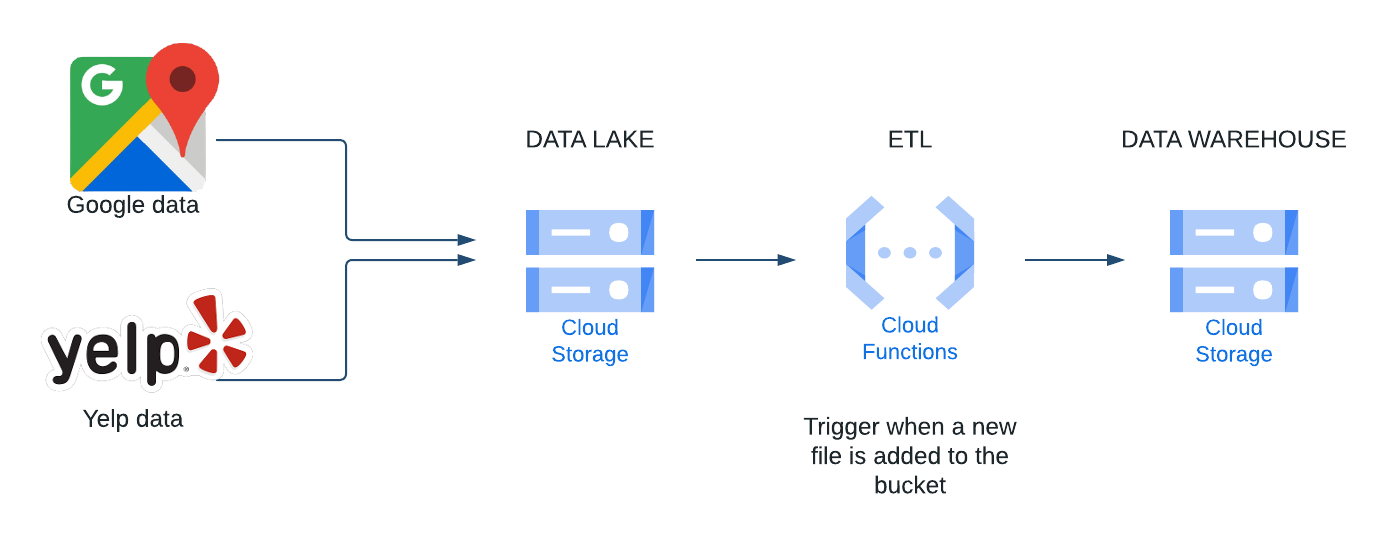 G
Google data
yelp
®
Yelp data
DATA LAKE
Cloud
Storage
ETL
Cloud
Functions
Trigger when a new
file is added to the
bucket
DATA WAREHOUSE
Cloud
Storage